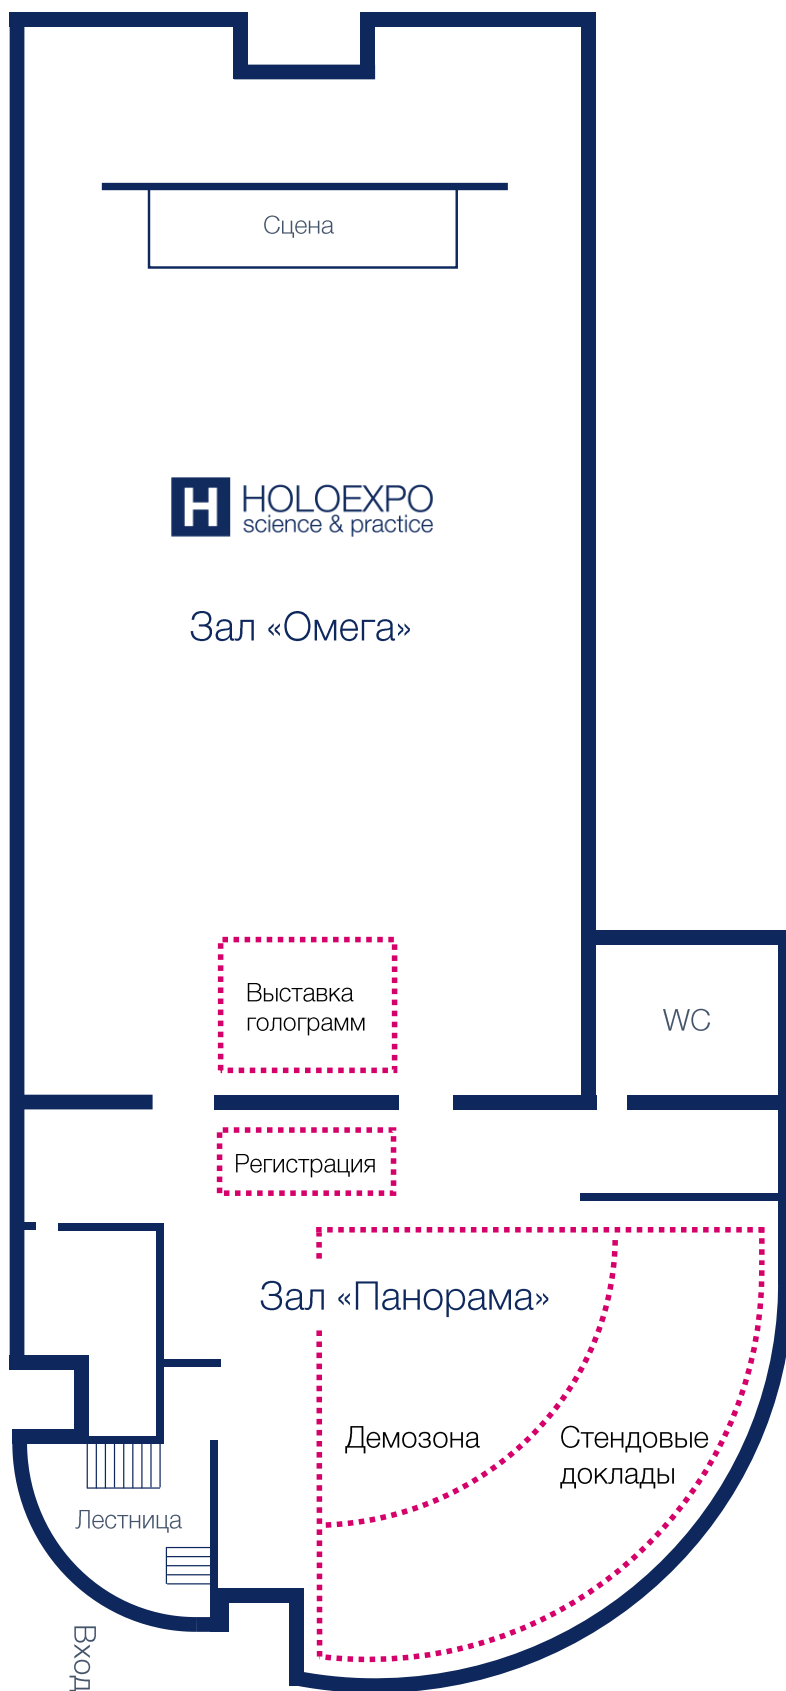 Сцена
H HOLOEXPO
science & practice
Зал «Омега»
Выставка
голограмм
WC
Регистрация
Зал «Панорама»
Демозона
Стендовые
доклады
Лестница
Вход